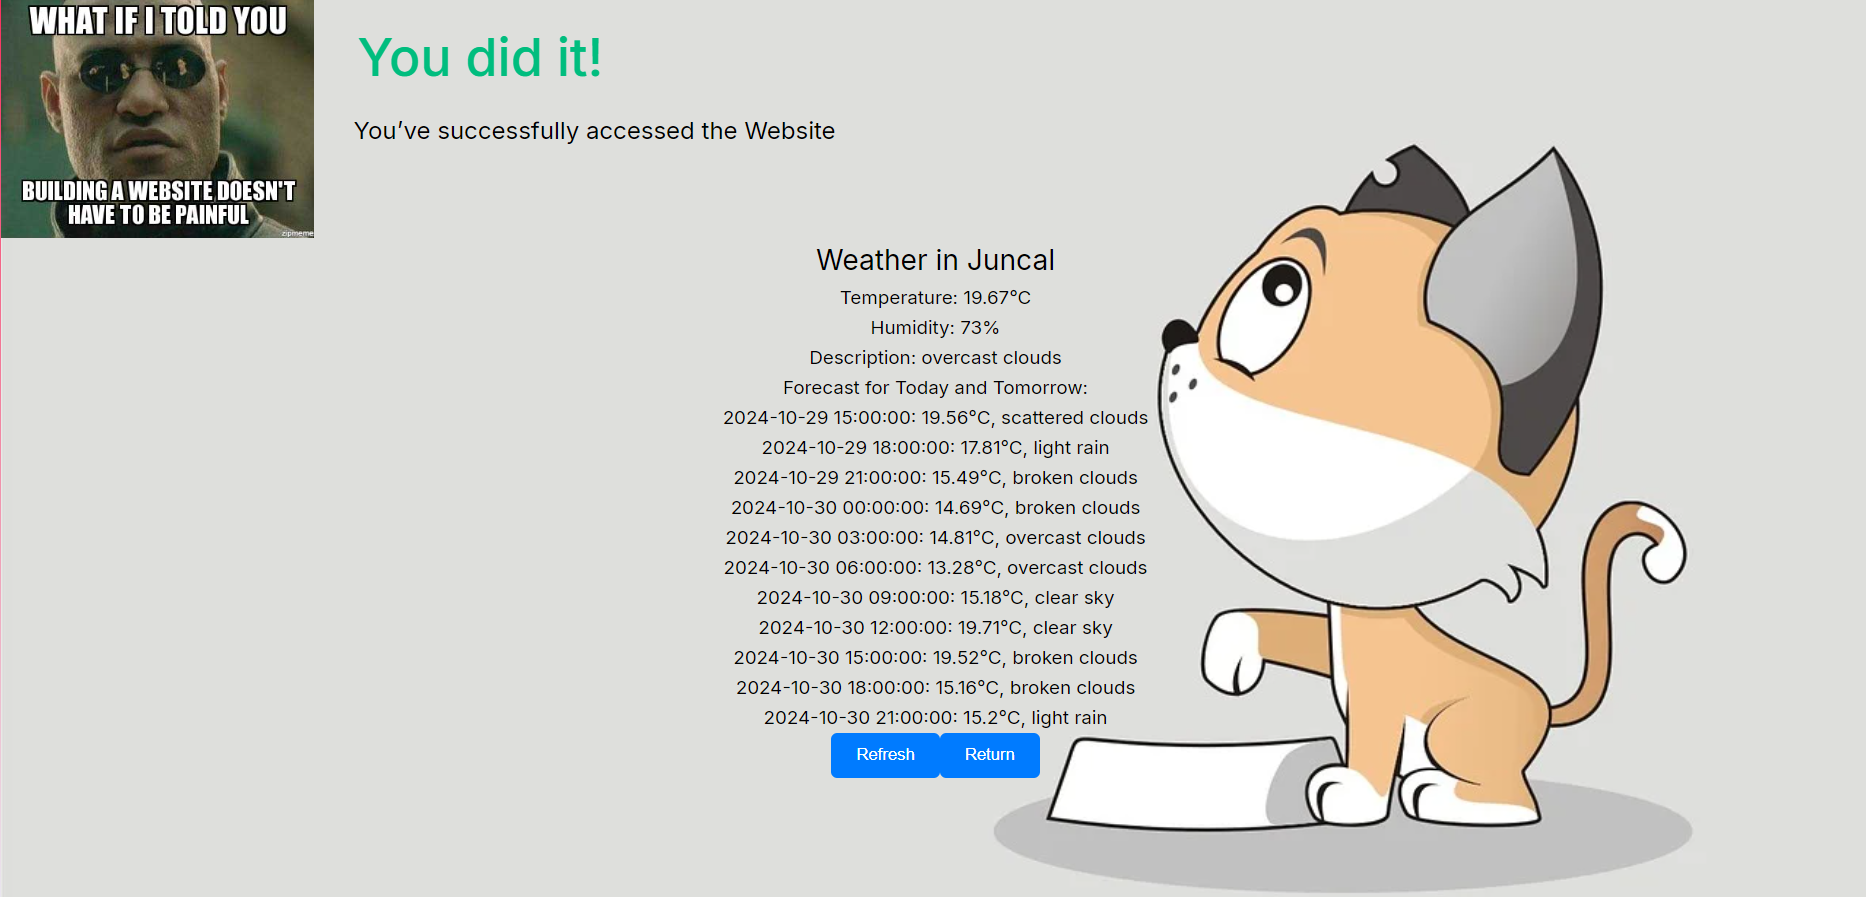 WHAT IF I TOLD YOU
BUILDING A WEBSITE DOESN'T
HAVE TO BE PAINFUL
zipmeme
You did it!
You’ve successfully accessed the Website
Weather in Juncal
Temperature: 19.67°C
Humidity: 73%
Description: overcast clouds
Forecast for Today and Tomorrow:
2024-10-29 15:00:00: 19.56°C, scattered clouds
2024-10-29 18:00:00: 17.81°C, light rain
2024-10-29 21:00:00: 15.49°C, broken clouds
2024-10-30 00:00:00: 14.69°C, broken clouds
2024-10-30 03:00:00: 14.81°C, overcast clouds
2024-10-30 06:00:00: 13.28°C, overcast clouds
2024-10-30 09:00:00: 15.18°C, clear sky
2024-10-30 12:00:00: 19.71°C, clear sky
2024-10-30 15:00:00: 19.52°C, broken clouds
2024-10-30 18:00:00: 15.16°C, broken clouds
2024-10-30 21:00:00: 15.2°C, light rain
Refresh Return